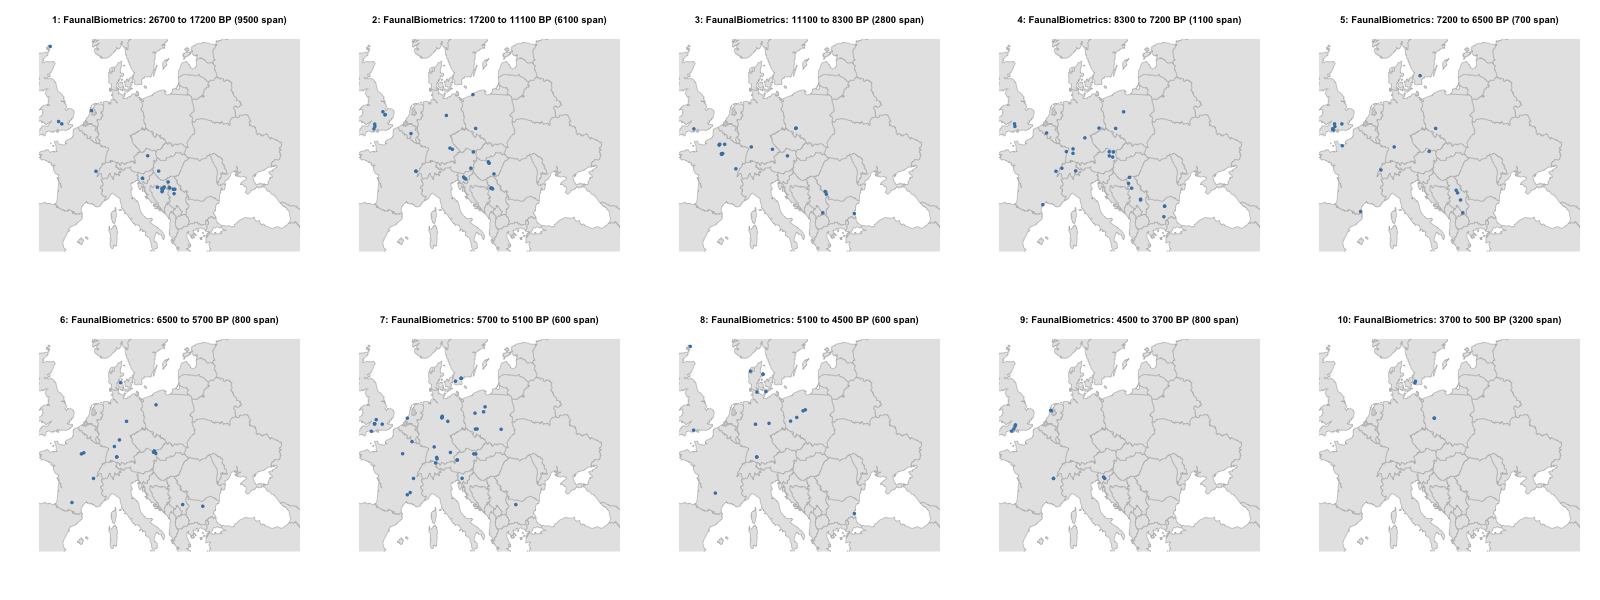 1: FaunalBiometrics: 26700 to 17200 BP (9500 span)
2: FaunalBiometrics: 17200 to 11100 BP (6100 span)
3: FaunalBiometrics: 11100 to 8300 BP (2800 span)
4: FaunalBiometrics: 8300 to 7200 BP (1100 span)
5: FaunalBiometrics: 7200 to 6500 BP (700 span)
6: FaunalBiometrics: 6500 to 5700 BP (800 span)
7: FaunalBiometrics: 5700 to 5100 BP (600 span)
8: FaunalBiometrics: 5100 to 4500 BP (600 span)
9: FaunalBiometrics: 4500 to 3700 BP (800 span)
10: FaunalBiometrics: 3700 to 500 BP (3200 span)